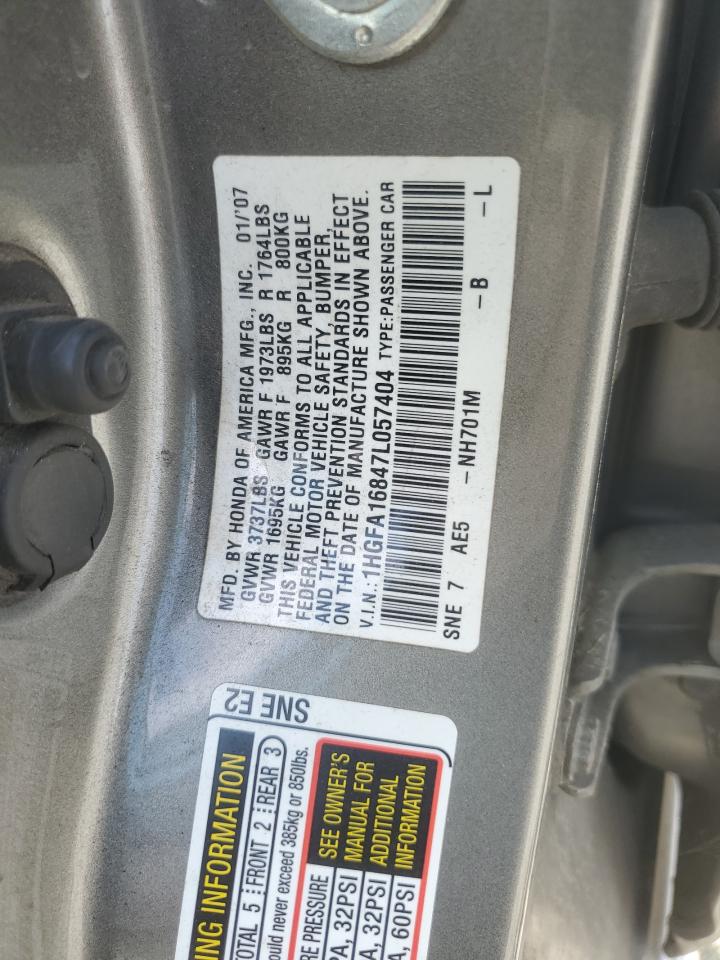 MFD. BY HONDA OF AMERICA MFG., INC. 01/'07
GVWR 3737LBS GAWR F 1973LBS R 1764LBS
GVWR 1695KG GAWR F 895KG R 800KG
THIS VEHICLE CONFORMS TO ALL APPLICABLE
FEDERAL MOTOR VEHICLE SAFETY, BUMPER,
AND THEFT PREVENTION STANDARDS IN EFFECT
ON THE DATE OF MANUFACTURE SHOWN ABOVE.
V.I.N.: 1HGFA16847L057404 TYPE:PASSENGER CAR
SNE 7 AE5 -NH701M -B -L
SNE E2
INFORMATION
TOTAL 5 FRONT 2 REAR 3
should never exceed 385kg or 850lbs.
PRESSURE
SEE OWNER'S
MANUAL FOR
ADDITIONAL
INFORMATION
32PSI
32PSI
60PSI